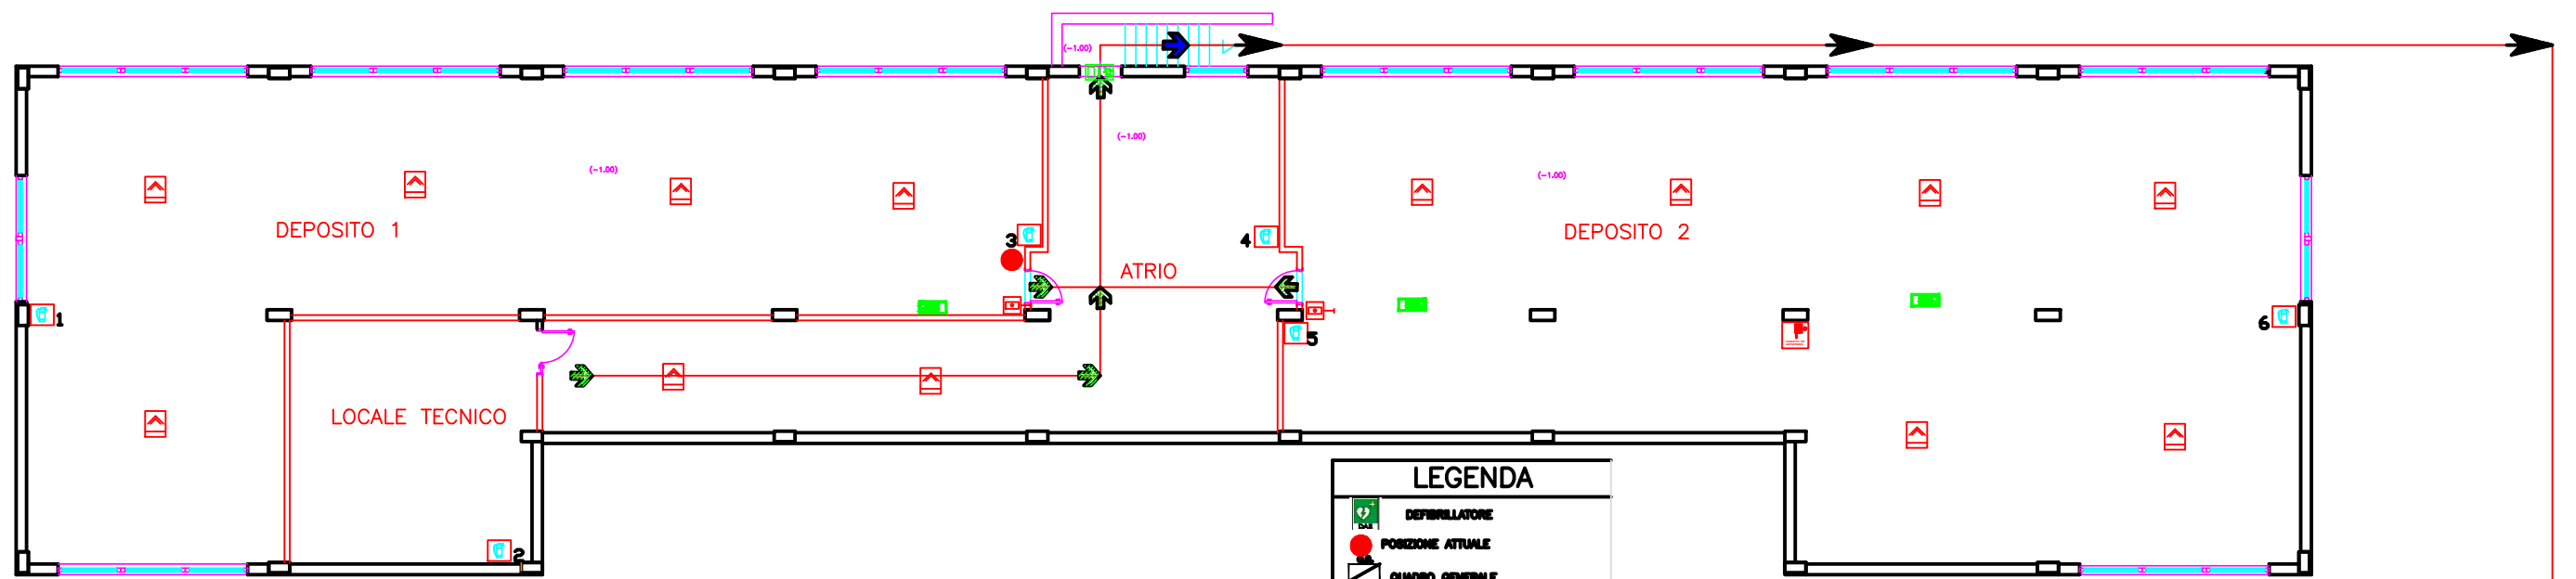 (-1.00)
(-1.00)
(-1.00)
(-1.00)
DEPOSITO 1
3
4
DEPOSITO 2
ATRIO
1
5
6
LOCALE TECNICO
2
LEGENDA
DAE
DEFIBRILLATORE
POSIZIONE ATTUALE
QUADRO GENERALE